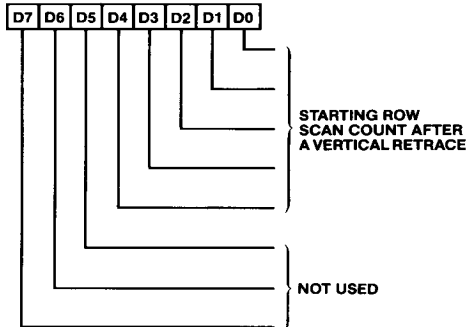 D7 D6 D5 D4 D3 D2 D1 D0
STARTING ROW
SCAN COUNT AFTER
A VERTICAL RETRACE
NOT USED